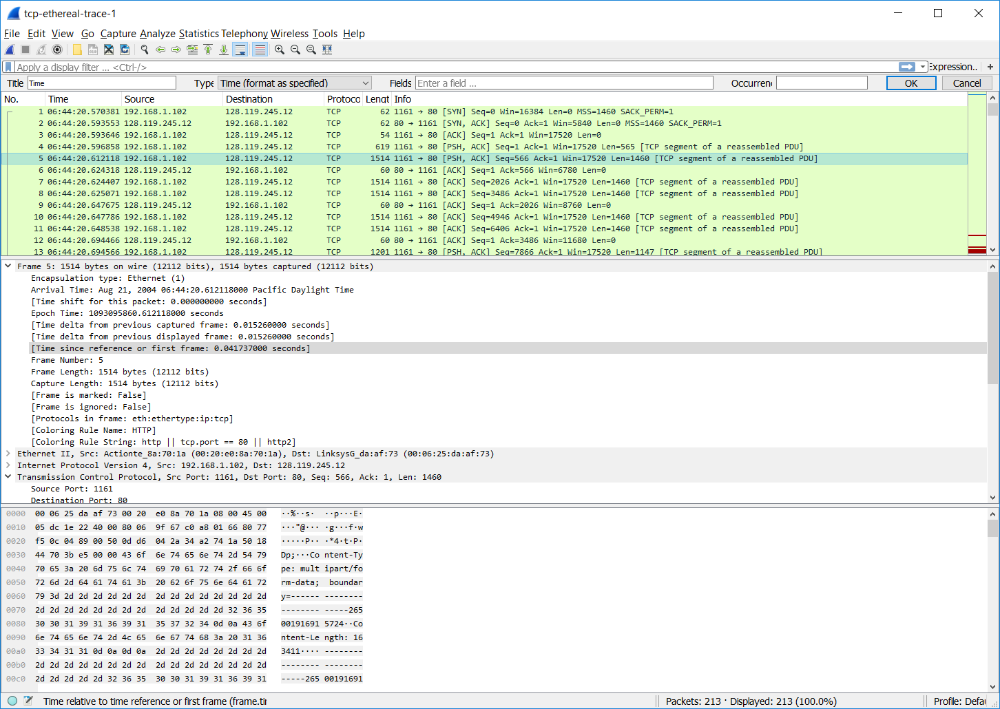 tcp-ethereal-trace-1
File Edit View Go Capture Analyze Statistics Telephony Wireless Tools Help
Apply a display filter ... <Ctrl-/> Expression.. +
Title Time Type Time (format as specified) Fields Enter a field ... Occurrenc OK Cancel
No. Time Source Destination Protoco Lengt Info
1 06:44:20.570381 192.168.1.102 128.119.245.12 TCP 62 1161 → 80 [SYN] Seq=0 Win=16384 Len=0 MSS=1460 SACK_PERM=1
2 06:44:20.593553 128.119.245.12 192.168.1.102 TCP 62 80 → 1161 [SYN, ACK] Seq=0 Ack=1 Win=5840 Len=0 MSS=1460 SACK_PERM=1
3 06:44:20.593646 192.168.1.102 128.119.245.12 TCP 54 1161 → 80 [ACK] Seq=1 Ack=1 Win=17520 Len=0
4 06:44:20.596858 192.168.1.102 128.119.245.12 TCP 619 1161 → 80 [PSH, ACK] Seq=1 Ack=1 Win=17520 Len=565 [TCP segment of a reassembled PDU]
5 06:44:20.612118 192.168.1.102 128.119.245.12 TCP 1514 1161 → 80 [PSH, ACK] Seq=566 Ack=1 Win=17520 Len=1460 [TCP segment of a reassembled PDU]
6 06:44:20.624318 128.119.245.12 192.168.1.102 TCP 60 80 → 1161 [ACK] Seq=1 Ack=566 Win=6780 Len=0
7 06:44:20.624407 192.168.1.102 128.119.245.12 TCP 1514 1161 → 80 [ACK] Seq=2026 Ack=1 Win=17520 Len=1460 [TCP segment of a reassembled PDU]
8 06:44:20.625071 192.168.1.102 128.119.245.12 TCP 1514 1161 → 80 [ACK] Seq=3486 Ack=1 Win=17520 Len=1460 [TCP segment of a reassembled PDU]
9 06:44:20.647675 128.119.245.12 192.168.1.102 TCP 60 80 → 1161 [ACK] Seq=1 Ack=2026 Win=8760 Len=0
10 06:44:20.647786 192.168.1.102 128.119.245.12 TCP 1514 1161 → 80 [ACK] Seq=4946 Ack=1 Win=17520 Len=1460 [TCP segment of a reassembled PDU]
11 06:44:20.648538 192.168.1.102 128.119.245.12 TCP 1514 1161 → 80 [ACK] Seq=6406 Ack=1 Win=17520 Len=1460 [TCP segment of a reassembled PDU]
12 06:44:20.694466 128.119.245.12 192.168.1.102 TCP 60 80 → 1161 [ACK] Seq=1 Ack=3486 Win=11680 Len=0
13 06:44:20.694566 192.168.1.102 128.119.245.12 TCP 1201 1161 → 80 [PSH, ACK] Seq=7866 Ack=1 Win=17520 Len=1147 [TCP segment of a reassembled PDU]
Frame 5: 1514 bytes on wire (12112 bits), 1514 bytes captured (12112 bits)
Encapsulation type: Ethernet (1)
Arrival Time: Aug 21, 2004 06:44:20.612118000 Pacific Daylight Time
[Time shift for this packet: 0.000000000 seconds]
Epoch Time: 1093095860.612118000 seconds
[Time delta from previous captured frame: 0.015260000 seconds]
[Time delta from previous displayed frame: 0.015260000 seconds]
[Time since reference or first frame: 0.041737000 seconds]
Frame Number: 5
Frame Length: 1514 bytes (12112 bits)
Capture Length: 1514 bytes (12112 bits)
[Frame is marked: False]
[Frame is ignored: False]
[Protocols in frame: eth:ethertype:ip:tcp]
[Coloring Rule Name: HTTP]
[Coloring Rule String: http || tcp.port == 80 || http2]
Ethernet II, Src: Actionte_8a:70:1a (00:20:e0:8a:70:1a), Dst: LinksysG_da:af:73 (00:06:25:da:af:73)
Internet Protocol Version 4, Src: 192.168.1.102, Dst: 128.119.245.12
Transmission Control Protocol, Src Port: 1161, Dst Port: 80, Seq: 566, Ack: 1, Len: 1460
Source Port: 1161
Destination Port: 80
0000 00 06 25 da af 73 00 20 e0 8a 70 1a 08 00 45 00 ··%··s· ··p···E·
0010 05 dc 1e 22 40 00 80 06 9f 67 c0 a8 01 66 80 77 ···"@··· ·g···f·w
0020 f5 0c 04 89 00 50 0d d6 04 2a 34 a2 74 1a 50 18 ·····P·· ·*4·t·P·
0030 44 70 3b e5 00 00 43 6f 6e 74 65 6e 74 2d 54 79 Dp;···Co ntent-Ty
0040 70 65 3a 20 6d 75 6c 74 69 70 61 72 74 2f 66 6f pe: mult ipart/fo
0050 72 6d 2d 64 61 74 61 3b 20 62 6f 75 6e 64 61 72 rm-data; boundar
0060 79 3d 2d 2d 2d 2d 2d 2d 2d 2d 2d 2d 2d 2d 2d 2d y=------ --------
0070 2d 2d 2d 2d 2d 2d 2d 2d 2d 2d 2d 2d 2d 32 36 35 -------- -----265
0080 30 30 31 39 31 36 39 31 35 37 32 34 0d 0a 43 6f 00191691 5724··Co
0090 6e 74 65 6e 74 2d 4c 65 6e 67 74 68 3a 20 31 36 ntent-Le ngth: 16
00a0 33 34 31 31 0d 0a 0d 0a 2d 2d 2d 2d 2d 2d 2d 2d 3411···· --------
00b0 2d 2d 2d 2d 2d 2d 2d 2d 2d 2d 2d 2d 2d 2d 2d 2d -------- --------
00c0 2d 2d 2d 2d 2d 32 36 35 30 30 31 39 31 36 39 31 -----265 00191691
Time relative to time reference or first frame (frame.tir Packets: 213 · Displayed: 213 (100.0%) Profile: Defau